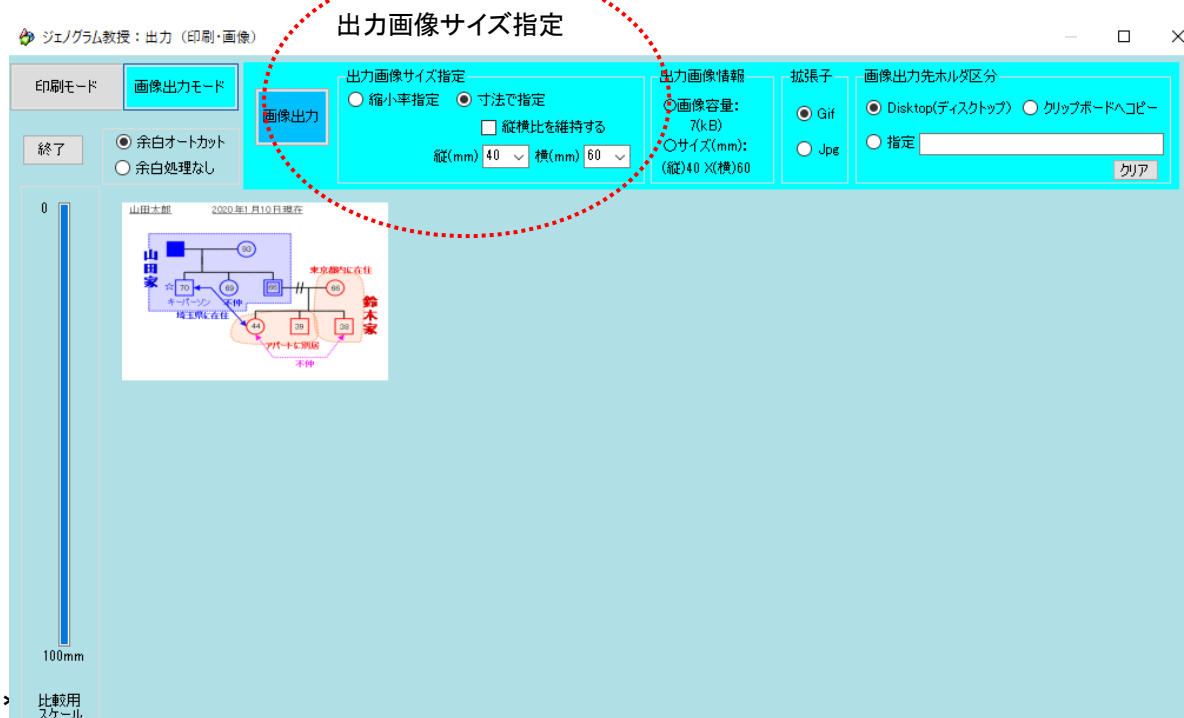 出力画像サイズ指定
ジェノグラム教授：出力（印刷・画像）
印刷モード
画像出力モード
終了
余白オートカット
余白処理なし
画像出力
出力画像サイズ指定
縮小率指定
寸法で指定
縦横比を維持する
縦(mm) 40 横(mm) 60
出力画像情報
○画像容量:
7(kB)
○サイズ(mm):
(縦)40 X(横)60
拡張子
Gif
Jpg
画像出力先ホルダ区分
Disktop(ディスクトップ)
クリップボードへコピー
指定
クリア
0
100mm
比較用
スケール
山田太郎 2020年1月10日現在
山田家
93
東京都内に在住
☆ 70 69 66 66
キーパーソン 不仲
埼玉県に在住
鈴木家
44 39 38
アパートに別居
不仲